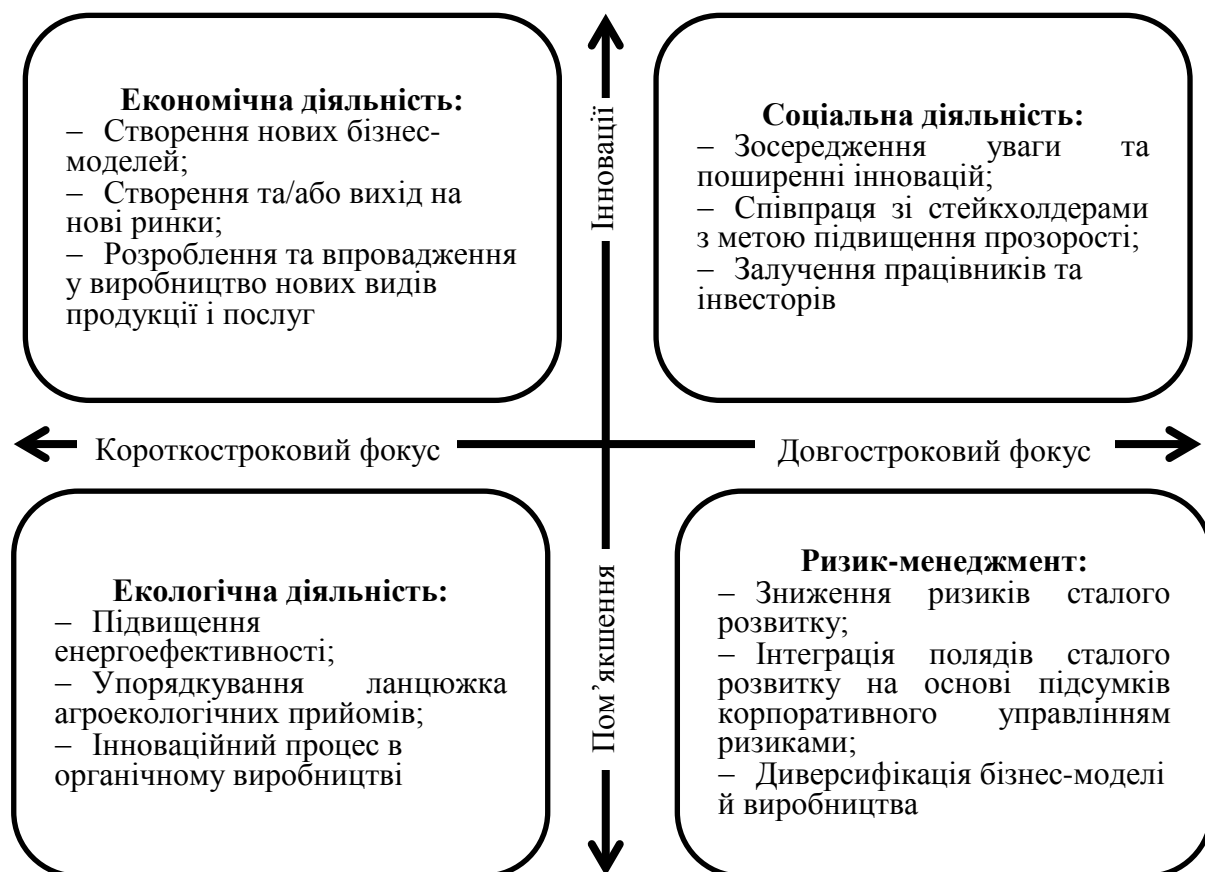 Економічна діяльність:
– Створення нових бізнес-
моделей;
– Створення та/або вихід на
нові ринки;
– Розроблення та впровадження
у виробництво нових видів
продукції і послуг
Інновації
Соціальна діяльність:
– Зосередження уваги та
поширенні інновацій;
– Співпраця зі стейкхолдерами
з метою підвищення прозорості;
– Залучення працівників та
інвесторів
Короткостроковий фокус
Довгостроковий фокус
Екологічна діяльність:
– Підвищення
енергоефективності;
– Упорядкування ланцюжка
агроекологічних прийомів;
– Інноваційний процес в
органічному виробництві
Пом’якшення
Ризик-менеджмент:
– Зниження ризиків сталого
розвитку;
– Інтеграція полядів сталого
розвитку на основі підсумків
корпоративного управлінням
ризиками;
– Диверсифікація бізнес-моделі
й виробництва